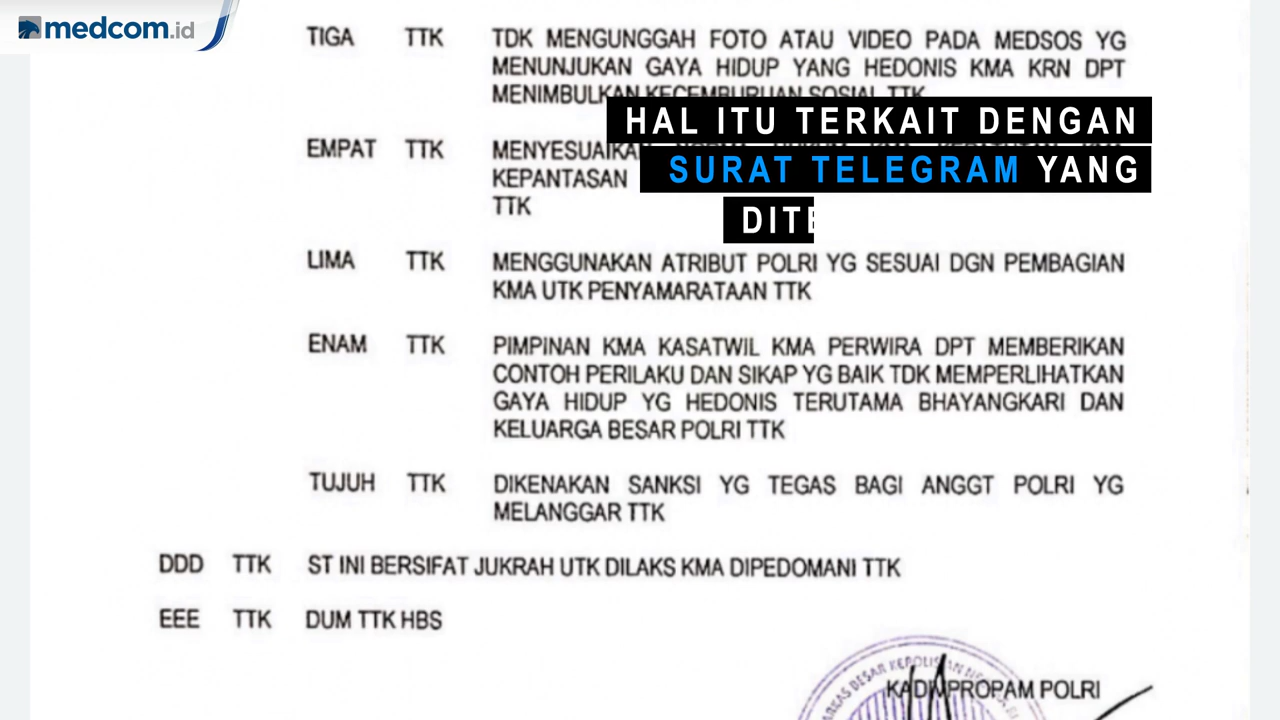 medcom.id
TIGA TTK TDK MENGUNGGAH FOTO ATAU VIDEO PADA MEDSOS YG
MENUNJUKAN GAYA HIDUP YANG HEDONIS KMA KRN DPT
MENIMBULKAN KECEMBURUAN SOSIAL TTK
HAL ITU TERKAIT DENGAN
SURAT TELEGRAM YANG
DITE
EMPAT TTK MENYESUAIKAN
KEPANTASAN
TTK
LIMA TTK MENGGUNAKAN ATRIBUT POLRI YG SESUAI DGN PEMBAGIAN
KMA UTK PENYAMARATAAN TTK
ENAM TTK PIMPINAN KMA KASATWIL KMA PERWIRA DPT MEMBERIKAN
CONTOH PERILAKU DAN SIKAP YG BAIK TDK MEMPERLIHATKAN
GAYA HIDUP YG HEDONIS TERUTAMA BHAYANGKARI DAN
KELUARGA BESAR POLRI TTK
TUJUH TTK DIKENAKAN SANKSI YG TEGAS BAGI ANGGT POLRI YG
MELANGGAR TTK
DDD TTK ST INI BERSIFAT JUKRAH UTK DILAKS KMA DIPEDOMANI TTK
EEE TTK DUM TTK HBS
KADIVPROPAM POLRI